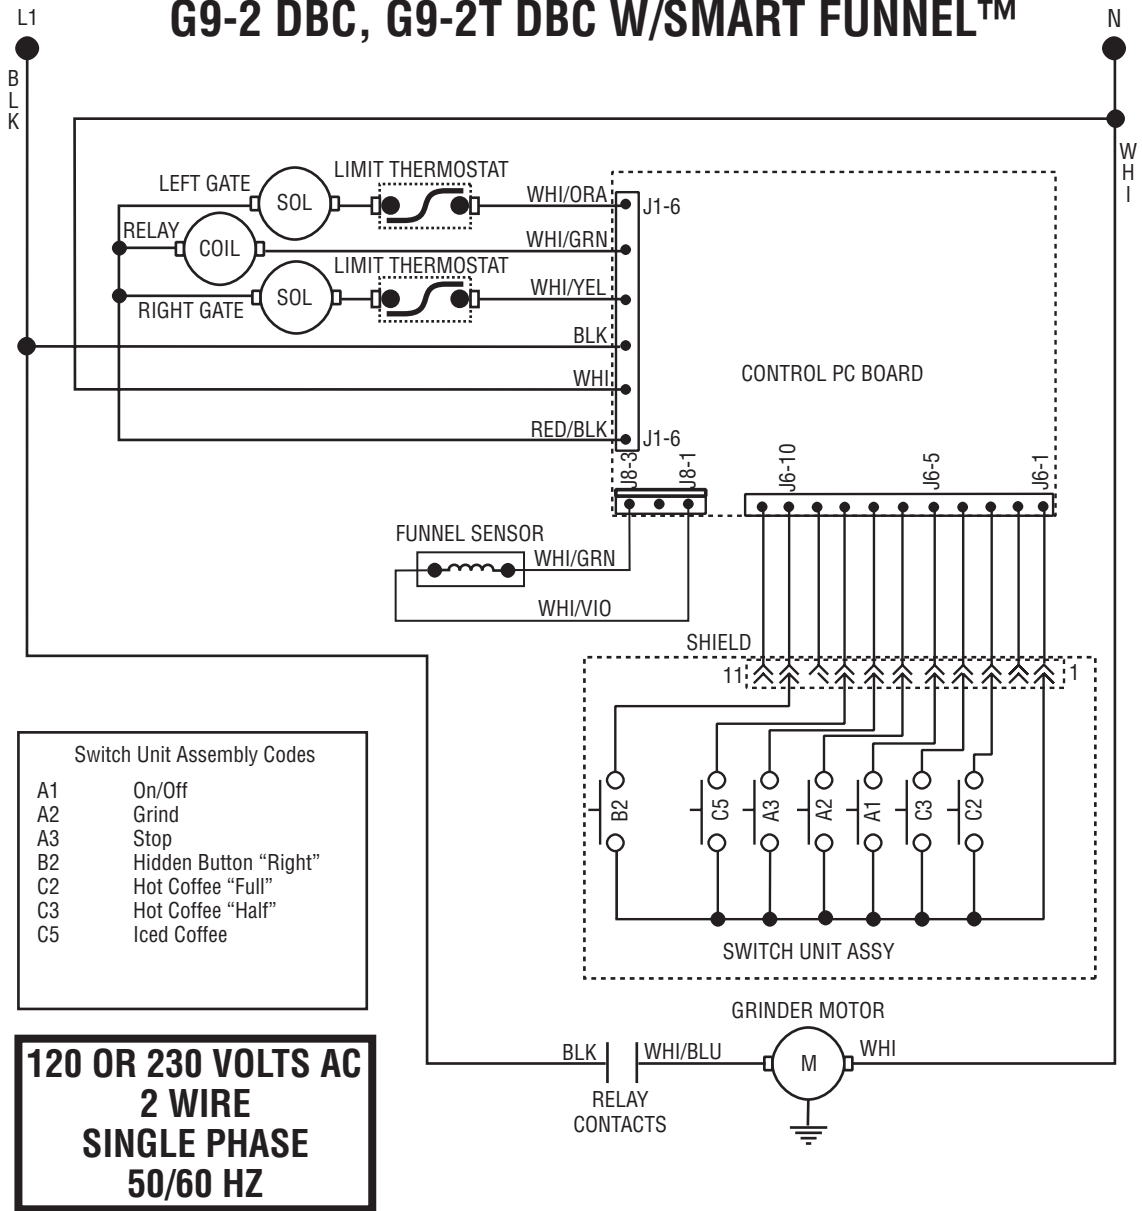 G9-2 DBC, G9-2T DBC W/SMART FUNNEL™
L1
N
BLK
WHI
LEFT GATE
SOL
LIMIT THERMOSTAT
WHI/ORA
J1-6
RELAY
COIL
WHI/GRN
LIMIT THERMOSTAT
SOL
WHI/YEL
RIGHT GATE
BLK
WHI
CONTROL PC BOARD
RED/BLK
J1-6
J8-3
J8-1
J6-10
J6-5
J6-1
FUNNEL SENSOR
WHI/GRN
WHI/VIO
SHIELD
11
1
Switch Unit Assembly Codes
A1 On/Off
A2 Grind
A3 Stop
B2 Hidden Button “Right”
C2 Hot Coffee “Full”
C3 Hot Coffee “Half”
C5 Iced Coffee
B2
C5
A3
A2
A1
C3
C2
SWITCH UNIT ASSY
GRINDER MOTOR
BLK
WHI/BLU
M
WHI
RELAY
CONTACTS
120 OR 230 VOLTS AC
2 WIRE
SINGLE PHASE
50/60 HZ